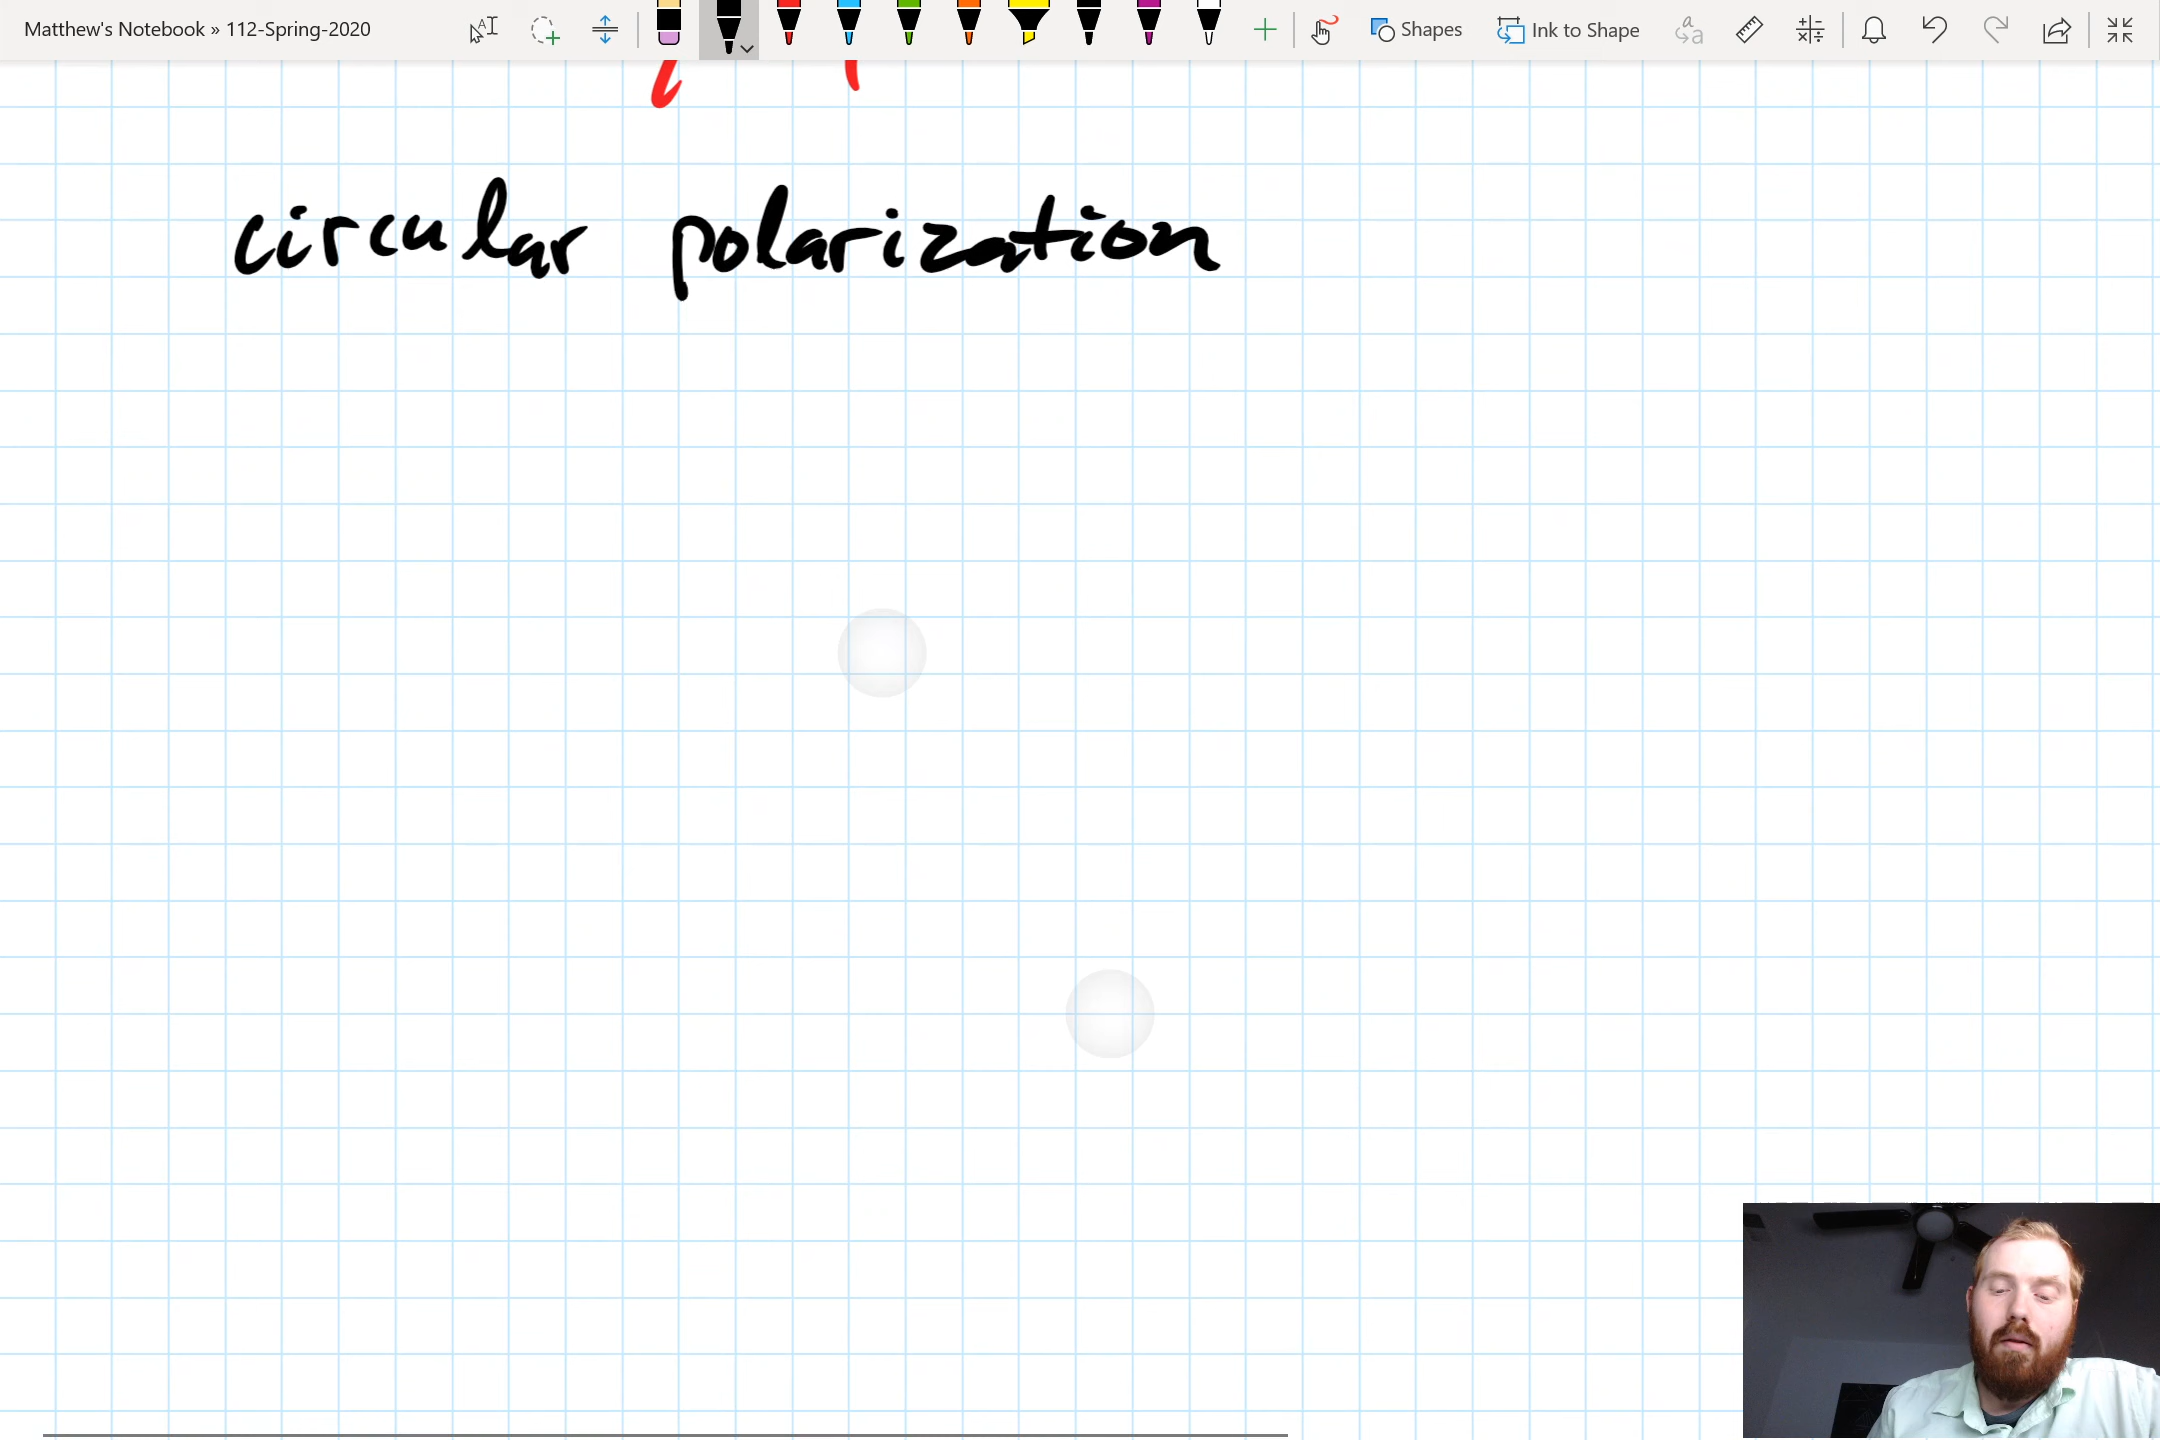 Matthew's Notebook » 112-Spring-2020
Shapes
Ink to Shape
circular polarization